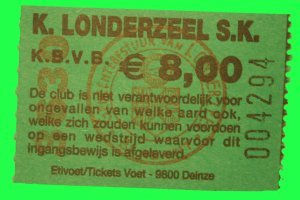 K. LONDERZEEL S.K.
K.B.V.B. € 8,00
De club is niet verantwoordelijk voor
ongevallen van welke aard ook,
welke zich zouden kunnen voordoen
op een wedstrijd waarvoor dit
ingangsbewijs is afgeleverd.
Etivoet/Tickets Voet - 9800 Deinze
004294